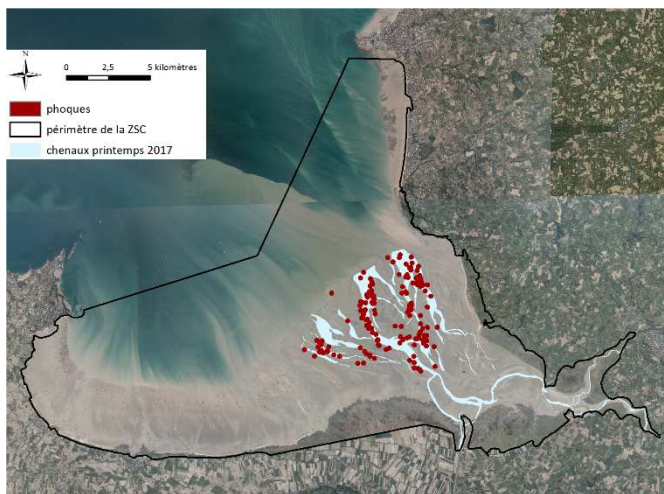 N
0 2,5 5 kilomètres
phoques
périmètre de la ZSC
chenaux printemps 2017